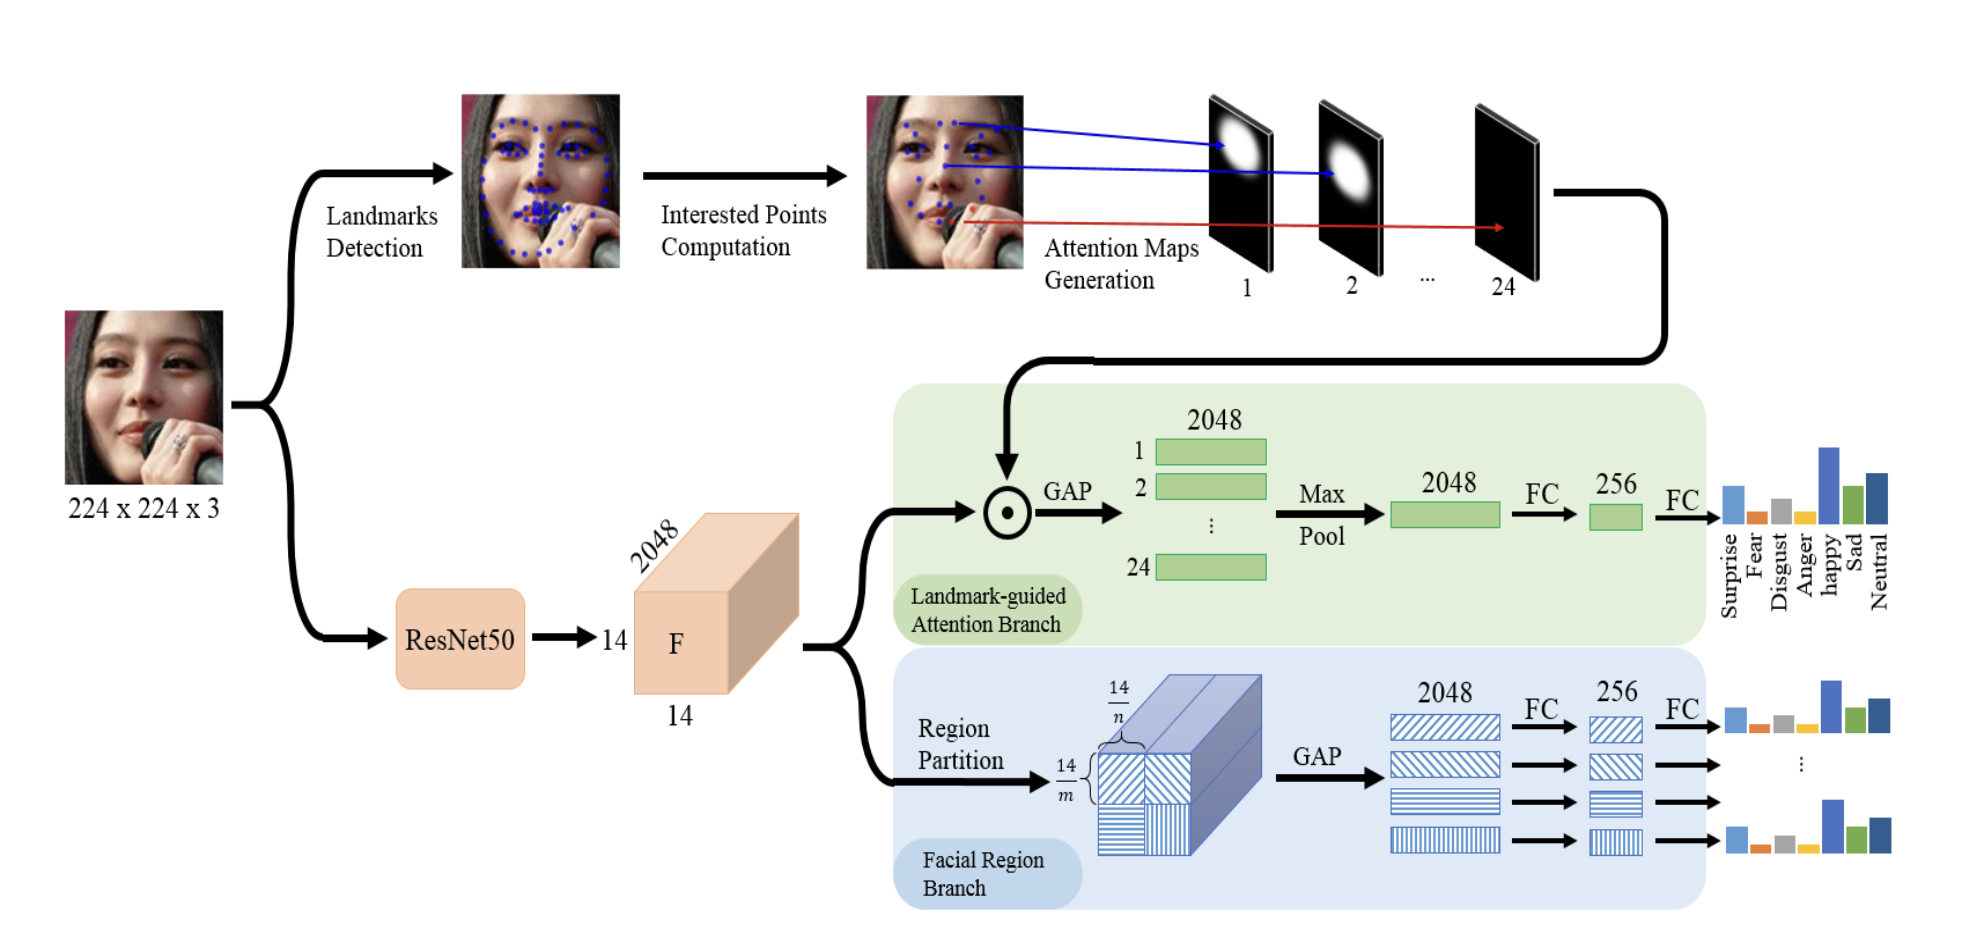 Landmarks
Detection
Interested Points
Computation
Attention Maps
Generation
1
2
...
24
224 x 224 x 3
ResNet50
14
2048
F
14
GAP
2048
1
2
⋮
24
Max
Pool
2048
FC
256
FC
Surprise
Fear
Disgust
Anger
happy
Sad
Neutral
Landmark-guided
Attention Branch
Region
Partition
14
n
14
m
GAP
2048
FC
256
FC
⋮
Facial Region
Branch